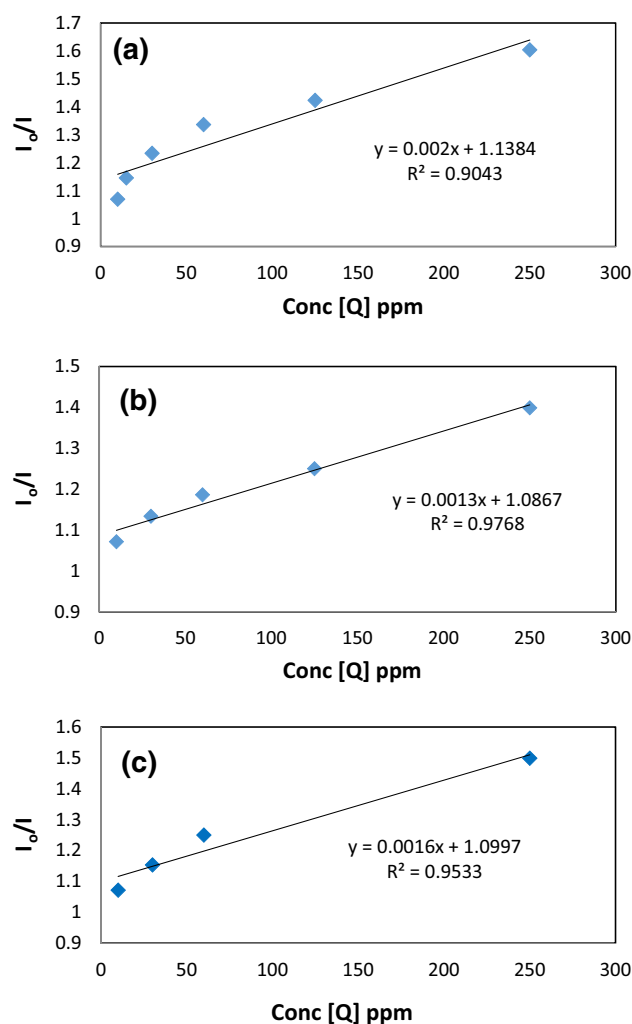 (a)
1.7
1.6
1.5
1.4
1.3
1.2
1.1
1
0.9
I₀/I
y = 0.002x + 1.1384
R² = 0.9043
0 50 100 150 200 250 300
Conc [Q] ppm
(b)
1.5
1.4
1.3
1.2
1.1
1
0.9
I₀/I
y = 0.0013x + 1.0867
R² = 0.9768
0 50 100 150 200 250 300
Conc [Q] ppm
(c)
1.6
1.5
1.4
1.3
1.2
1.1
1
0.9
I₀/I
y = 0.0016x + 1.0997
R² = 0.9533
0 50 100 150 200 250 300
Conc [Q] ppm